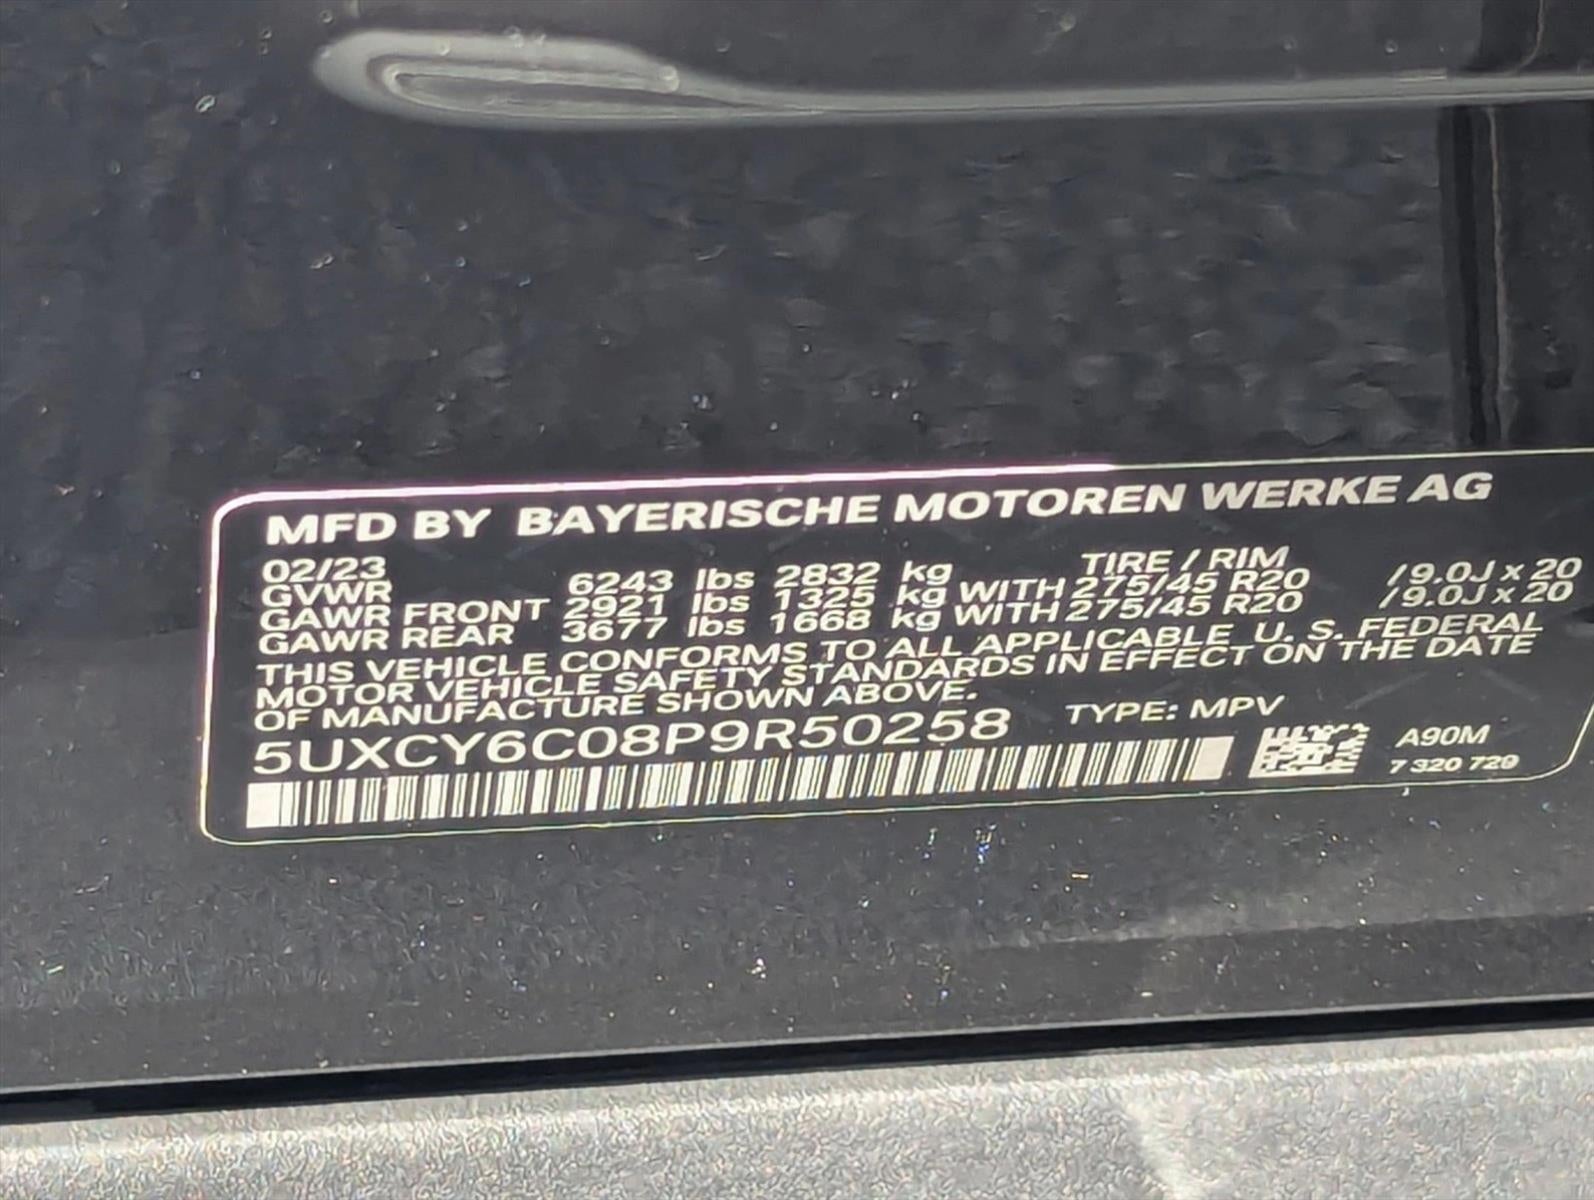 MFD BY BAYERISCHE MOTOREN WERKE AG
02/23 TIRE / RIM
GVWR 6243 lbs 2832 kg
GAWR FRONT 2921 lbs 1325 kg WITH 275/45 R20 / 9.0J x 20
GAWR REAR 3677 lbs 1668 kg WITH 275/45 R20 / 9.0J x 20
THIS VEHICLE CONFORMS TO ALL APPLICABLE U. S. FEDERAL
MOTOR VEHICLE SAFETY STANDARDS IN EFFECT ON THE DATE
OF MANUFACTURE SHOWN ABOVE.
5UXCY6C08P9R50258 TYPE: MPV
A90M
7 320 729